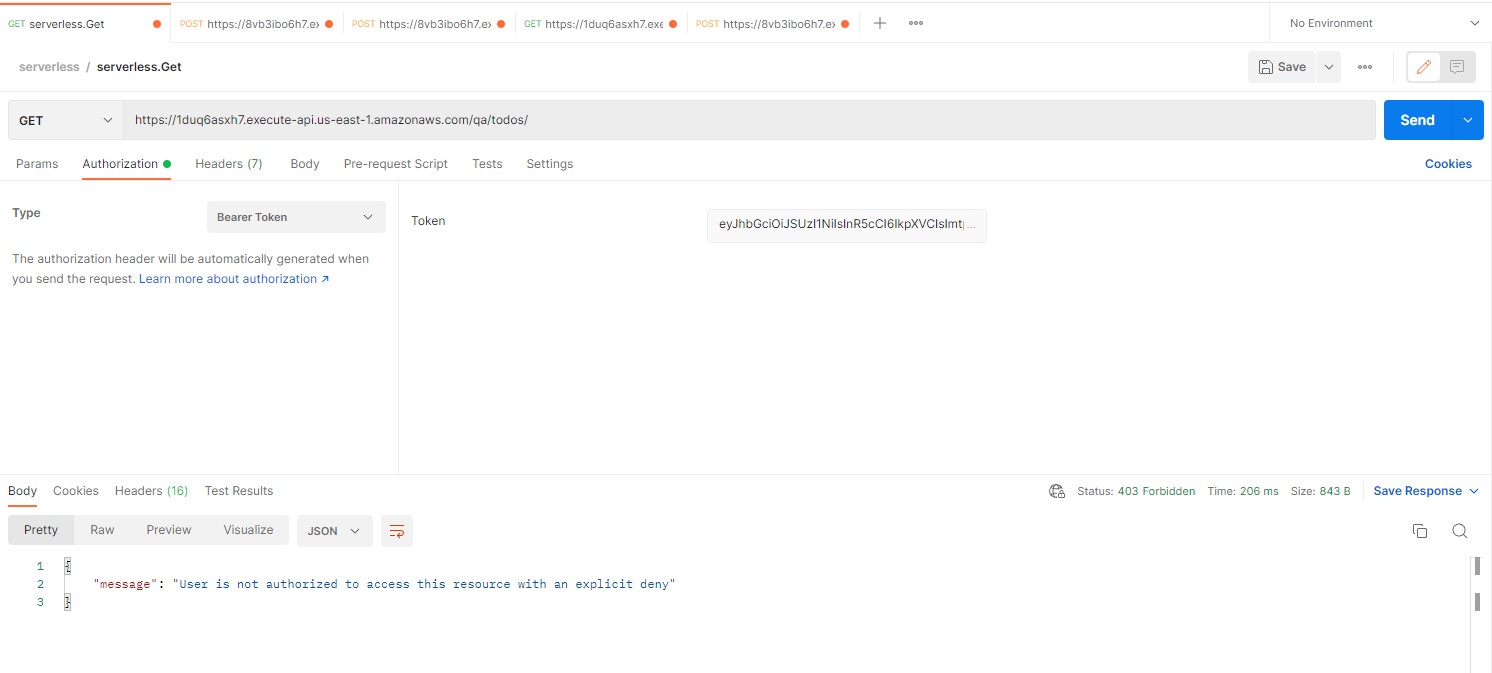 GET serverless.Get POST https://8vb3ibo6h7.ex POST https://8vb3ibo6h7.ex GET https://1duq6asxh7.exe POST https://8vb3ibo6h7.ex No Environment
serverless / serverless.Get Save
GET https://1duq6asxh7.execute-api.us-east-1.amazonaws.com/qa/todos/ Send
Params Authorization Headers (7) Body Pre-request Script Tests Settings Cookies
Type Bearer Token Token eyJhbGciOiJSUzI1NiIsInR5cCI6IkpXVCIsImtp...
The authorization header will be automatically generated when
you send the request. Learn more about authorization ↗
Body Cookies Headers (16) Test Results Status: 403 Forbidden Time: 206 ms Size: 843 B Save Response
Pretty Raw Preview Visualize JSON
1 {
2 "message": "User is not authorized to access this resource with an explicit deny"
3 }